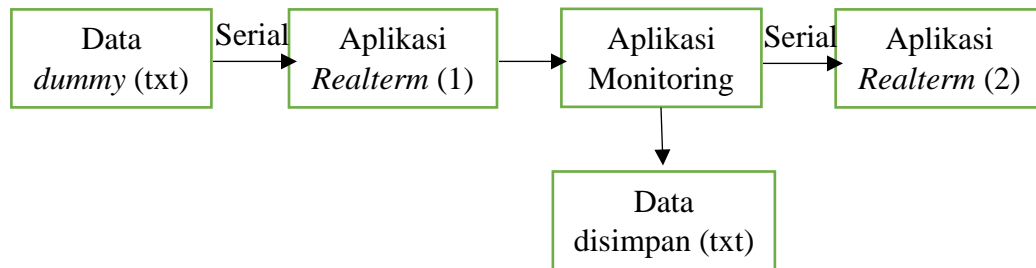 Data
dummy (txt)
Serial
Aplikasi
Realterm (1)
Aplikasi
Monitoring
Serial
Aplikasi
Realterm (2)
Data
disimpan (txt)